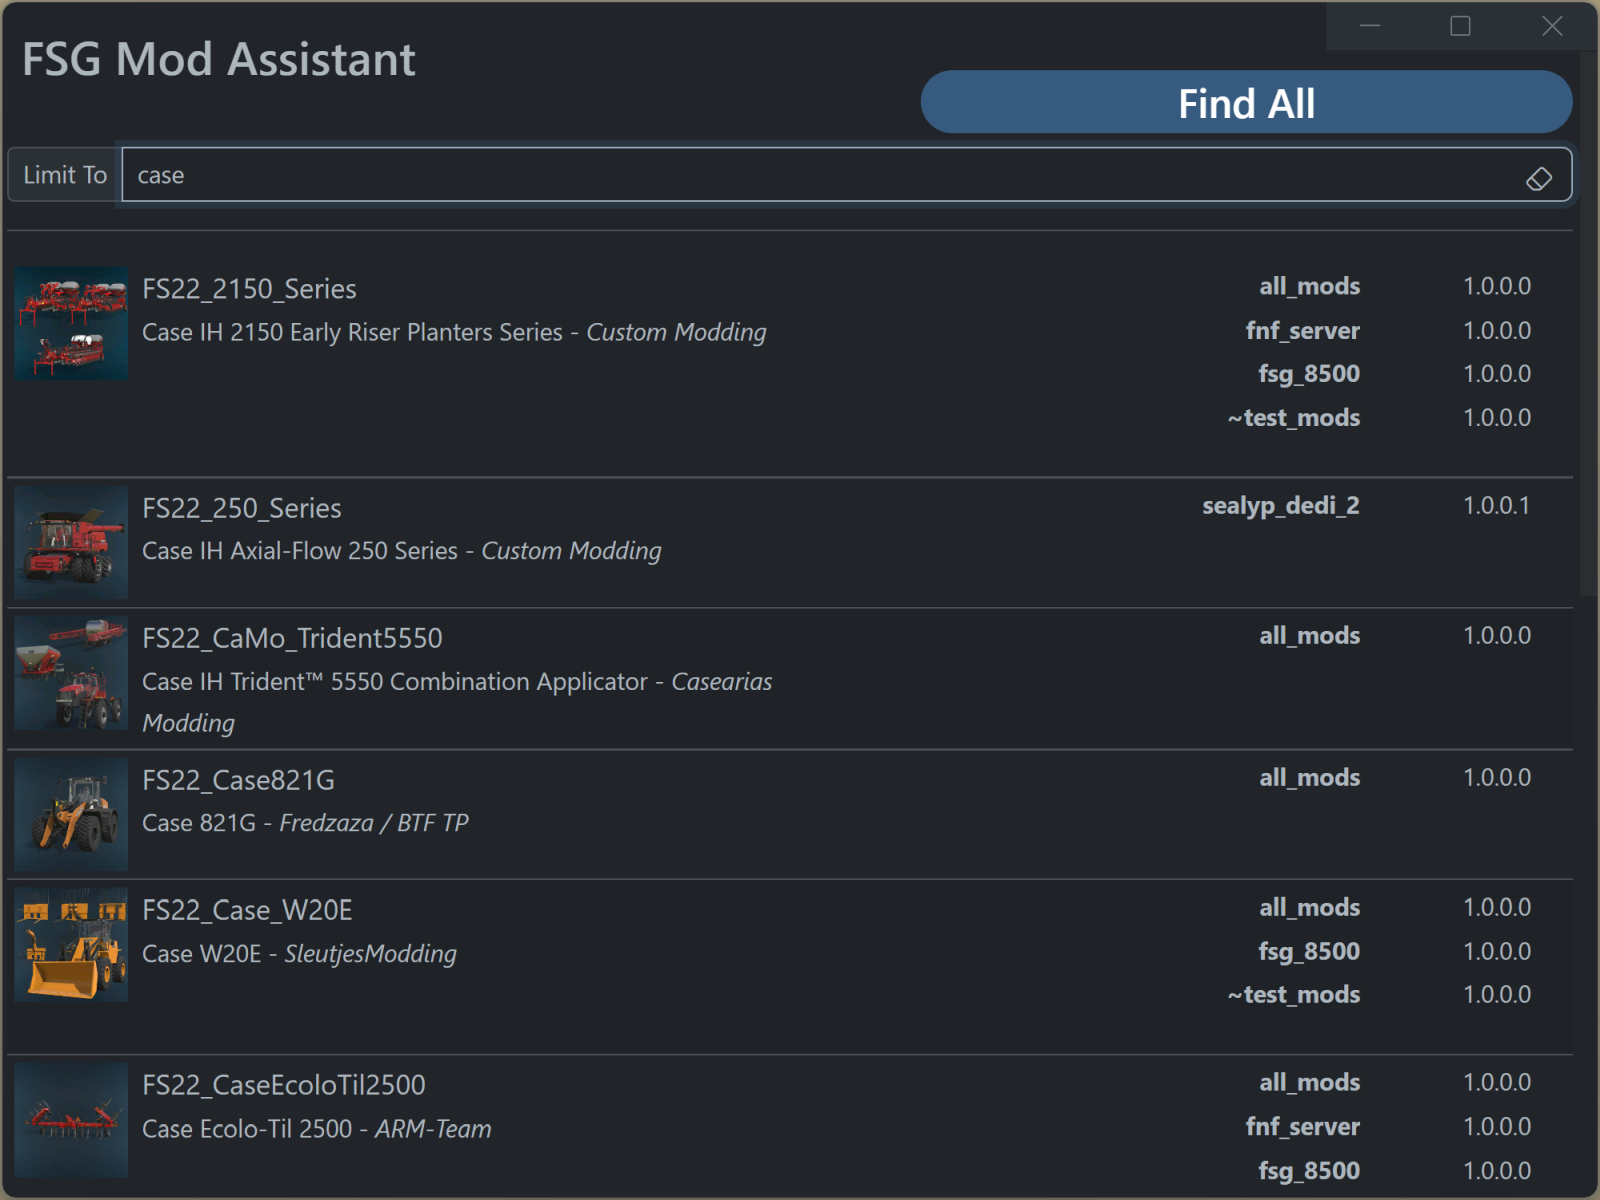 FSG Mod Assistant
Find All
Limit To case
FS22_2150_Series all_mods 1.0.0.0
Case IH 2150 Early Riser Planters Series - Custom Modding fnf_server 1.0.0.0
fsg_8500 1.0.0.0
~test_mods 1.0.0.0
FS22_250_Series sealyp_dedi_2 1.0.0.1
Case IH Axial-Flow 250 Series - Custom Modding
FS22_CaMo_Trident5550 all_mods 1.0.0.0
Case IH Trident™ 5550 Combination Applicator - Casearias
Modding
FS22_Case821G all_mods 1.0.0.0
Case 821G - Fredzaza / BTF TP
FS22_Case_W20E all_mods 1.0.0.0
Case W20E - SleutjesModding fsg_8500 1.0.0.0
~test_mods 1.0.0.0
FS22_CaseEcoloTil2500 all_mods 1.0.0.0
Case Ecolo-Til 2500 - ARM-Team fnf_server 1.0.0.0
fsg_8500 1.0.0.0